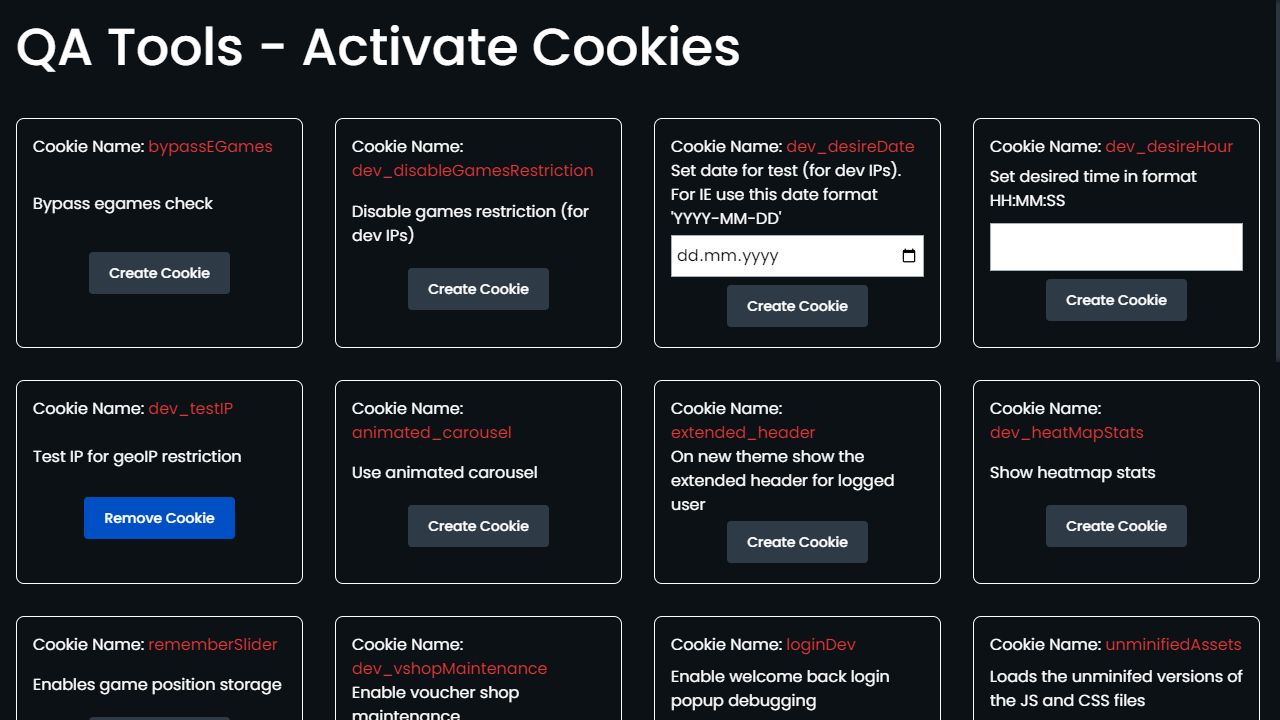 QA Tools - Activate Cookies
Cookie Name: bypassEGames
Bypass egames check
Create Cookie
Cookie Name:
dev_disableGamesRestriction
Disable games restriction (for
dev IPs)
Create Cookie
Cookie Name: dev_desireDate
Set date for test (for dev IPs).
For IE use this date format
'YYYY-MM-DD'
dd.mm.yyyy
Create Cookie
Cookie Name: dev_desireHour
Set desired time in format
HH:MM:SS
Create Cookie
Cookie Name: dev_testIP
Test IP for geoIP restriction
Remove Cookie
Cookie Name:
animated_carousel
Use animated carousel
Create Cookie
Cookie Name:
extended_header
On new theme show the
extended header for logged
user
Create Cookie
Cookie Name:
dev_heatMapStats
Show heatmap stats
Create Cookie
Cookie Name: rememberSlider
Enables game position storage
Cookie Name:
dev_vshopMaintenance
Enable voucher shop
maintenance
Cookie Name: loginDev
Enable welcome back login
popup debugging
Cookie Name: unminifiedAssets
Loads the unminifed versions of
the JS and CSS files